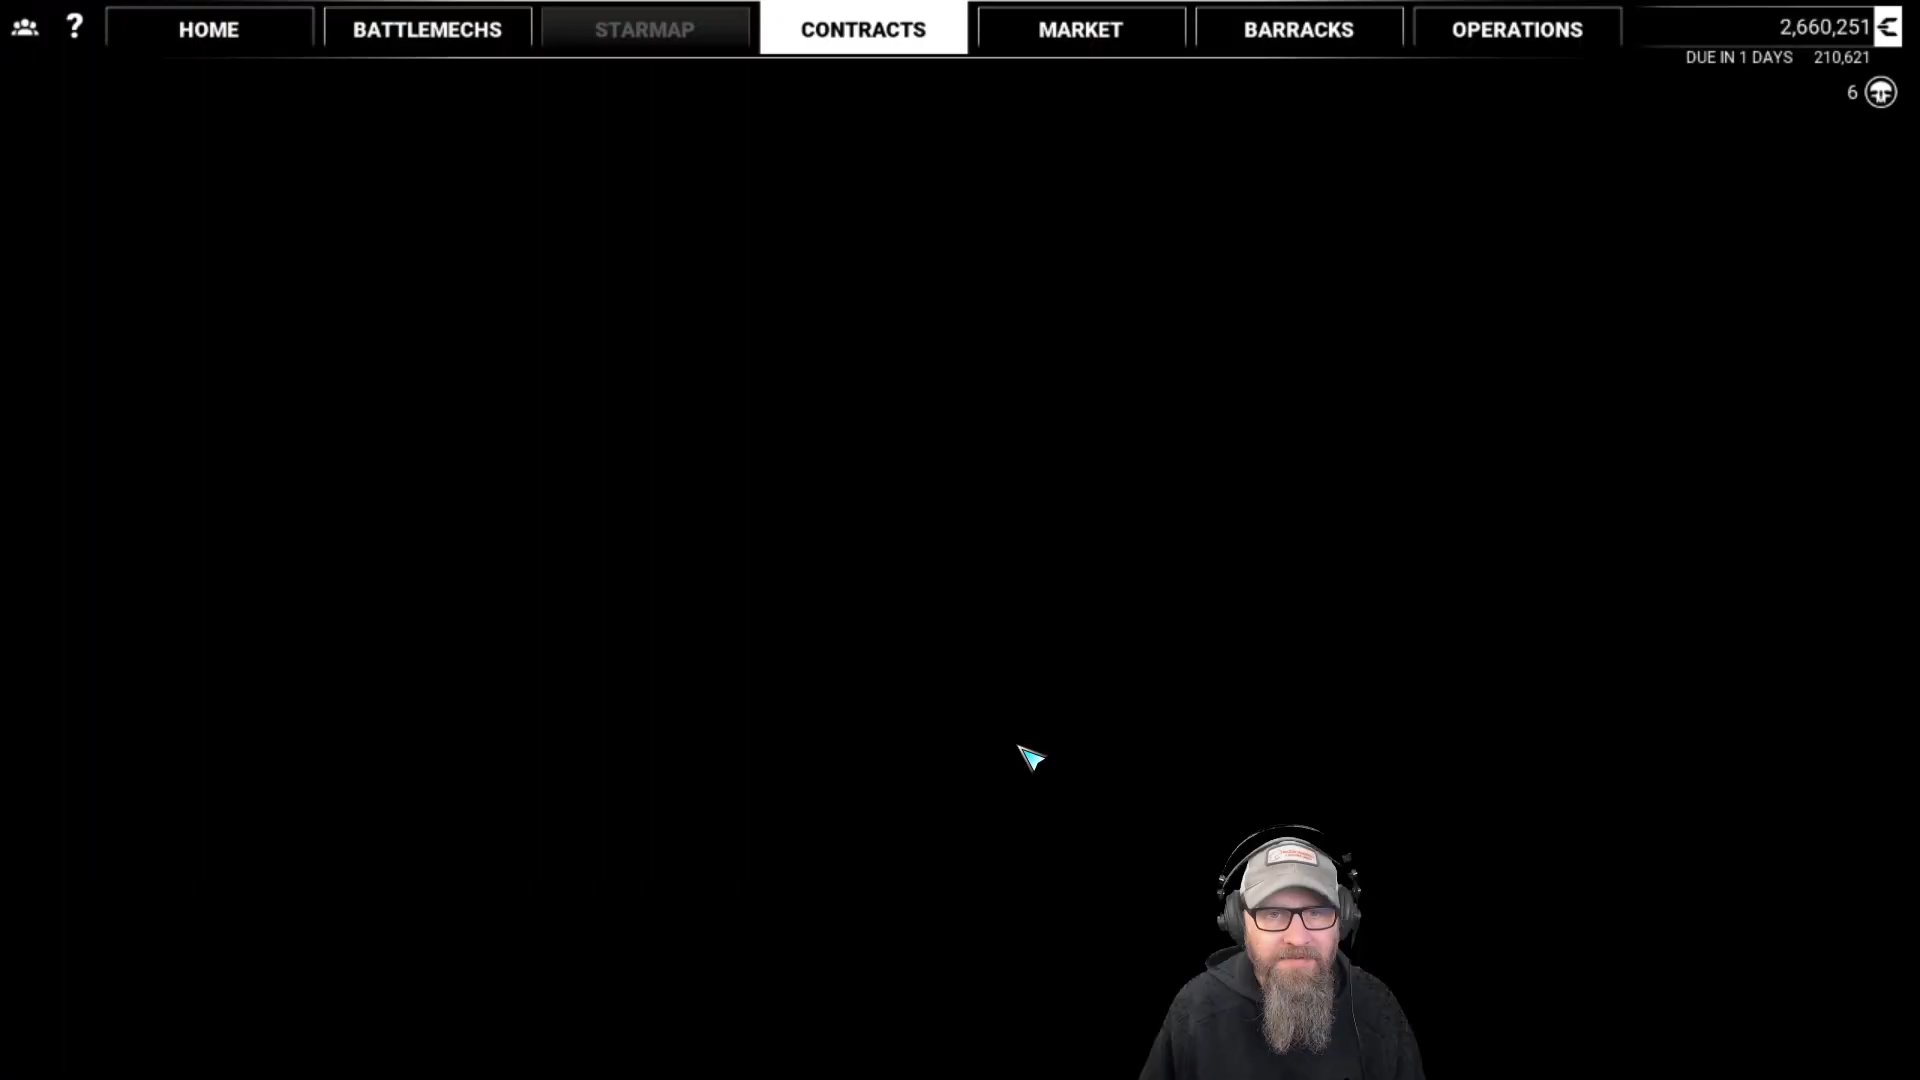 ?
HOME
BATTLEMECHS
STARMAP
CONTRACTS
MARKET
BARRACKS
OPERATIONS
2,660,251
DUE IN 1 DAYS 210,621
6